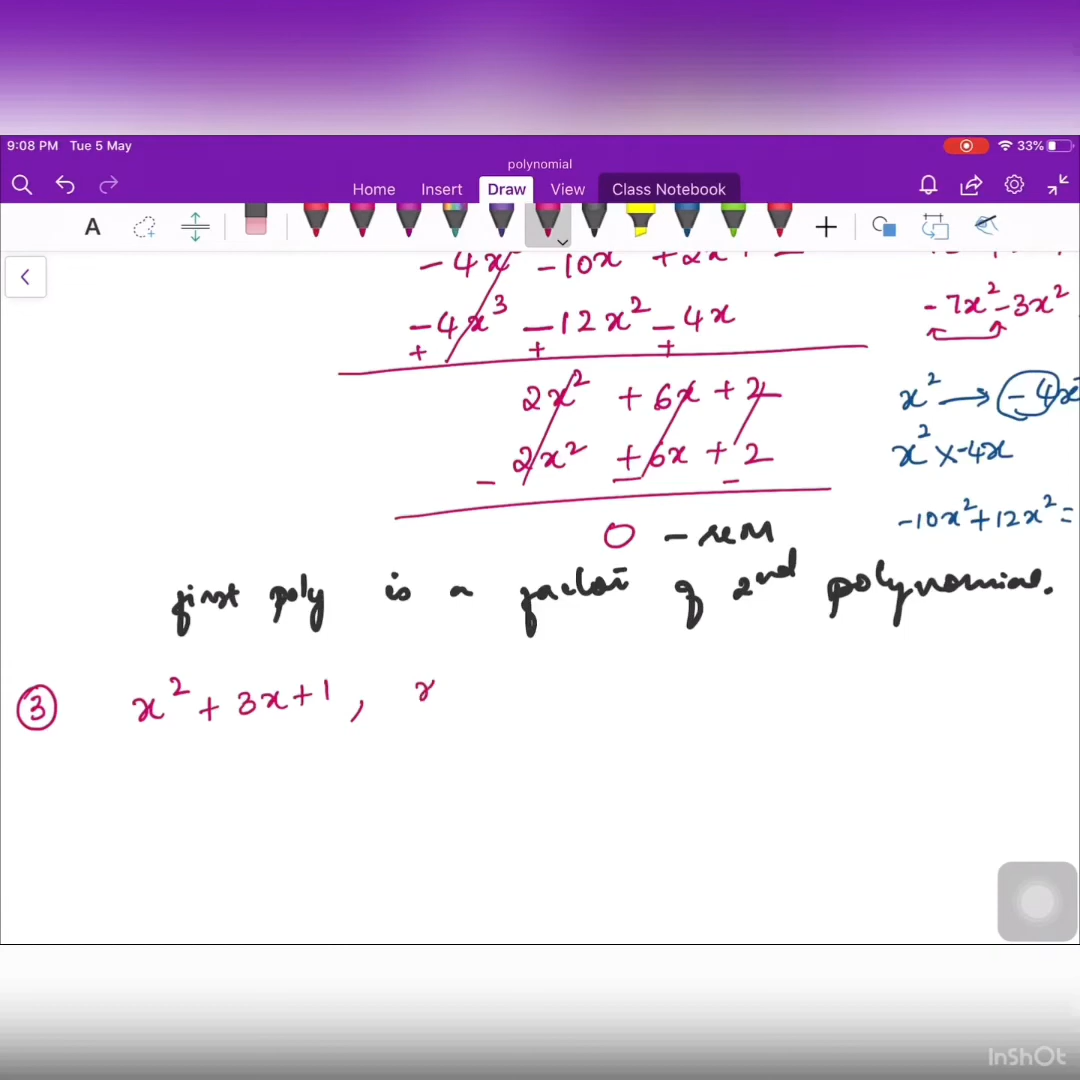 9:08 PM Tue 5 May 33%
polynomial
Home Insert Draw View Class Notebook
A
-4x³ -12x² -4x
+ + +
2x² + 6x + 2
2x² + 6x + 2
- - -
0 - rem
first poly is a factor of 2nd polynomial.
③ x² + 3x + 1 , x
-7x² -3x²
x² → -4x
x² × -4x
-10x² + 12x² =
InShOt